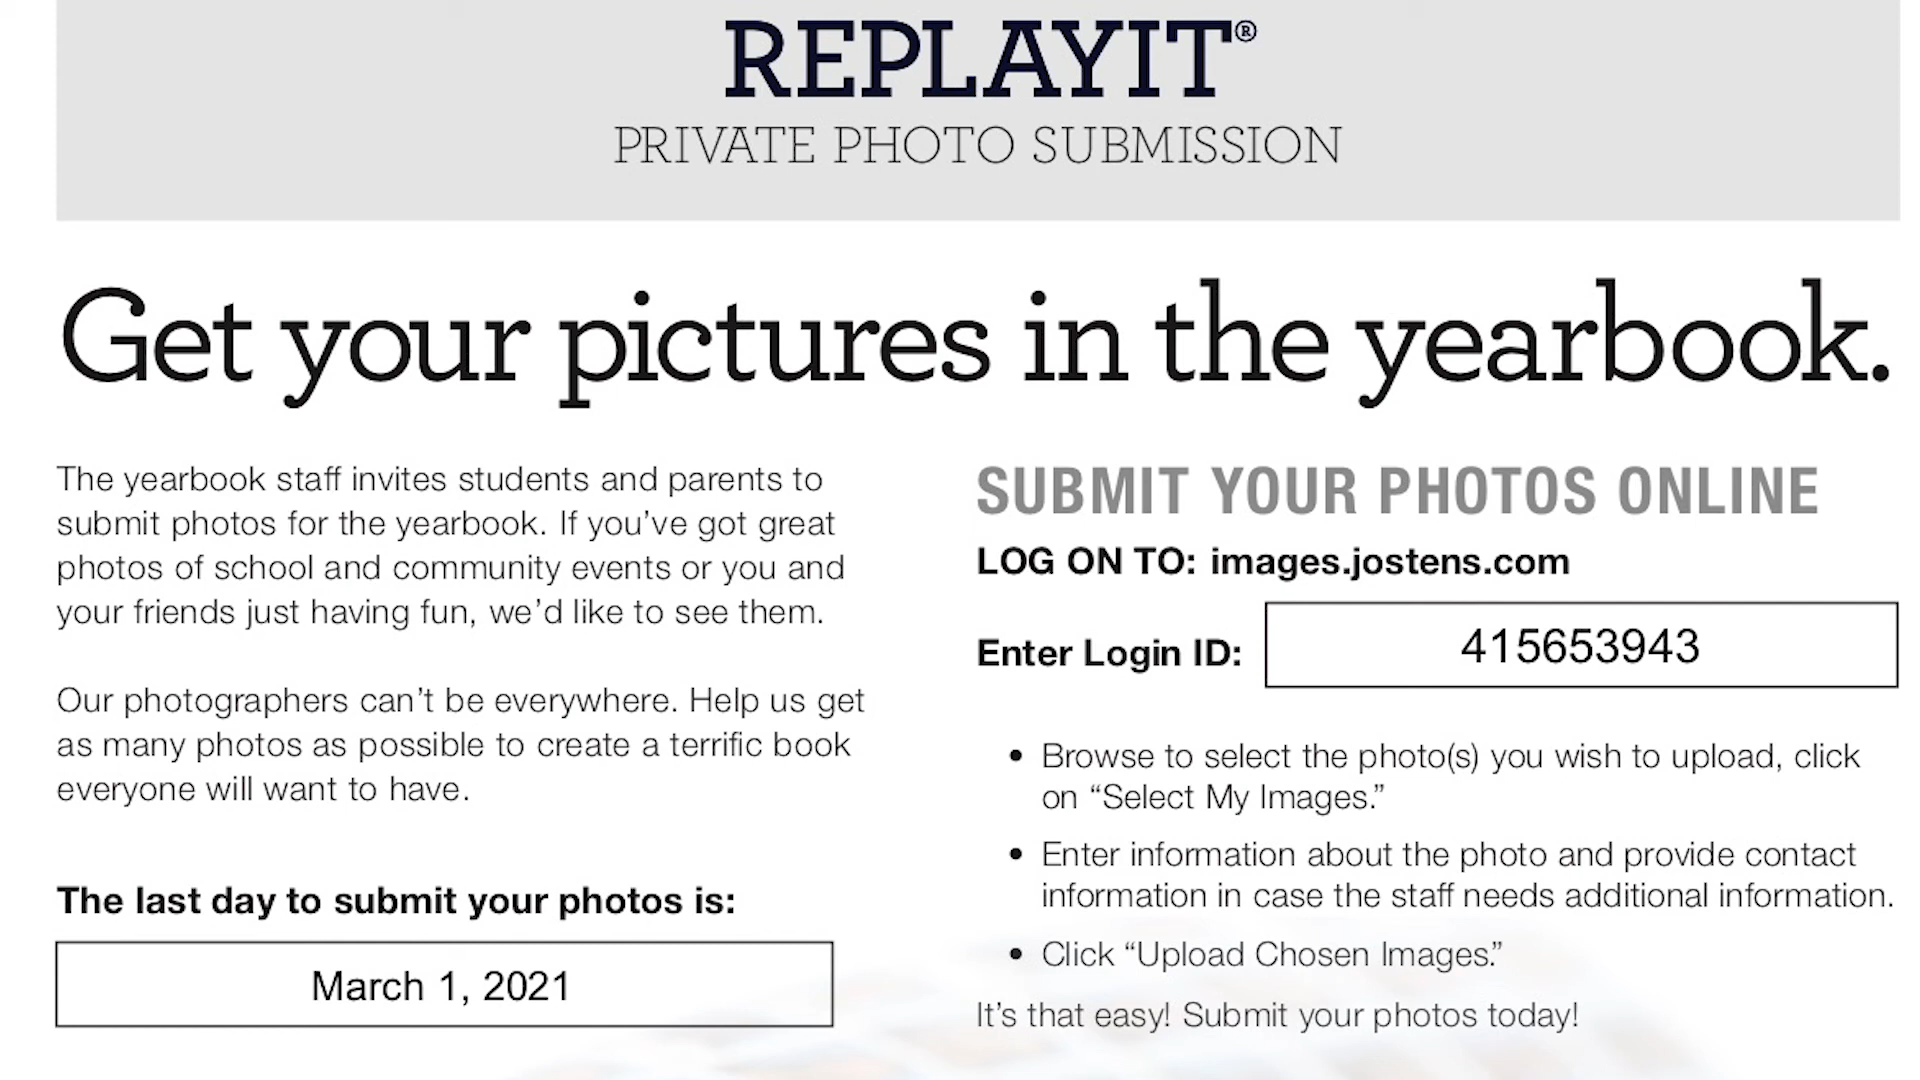 REPLAYIT®
PRIVATE PHOTO SUBMISSION
Get your pictures in the yearbook.
The yearbook staff invites students and parents to
submit photos for the yearbook. If you’ve got great
photos of school and community events or you and
your friends just having fun, we’d like to see them.
Our photographers can’t be everywhere. Help us get
as many photos as possible to create a terrific book
everyone will want to have.
The last day to submit your photos is:
March 1, 2021
SUBMIT YOUR PHOTOS ONLINE
LOG ON TO: images.jostens.com
Enter Login ID: 415653943
• Browse to select the photo(s) you wish to upload, click
on “Select My Images.”
• Enter information about the photo and provide contact
information in case the staff needs additional information.
• Click “Upload Chosen Images.”
It’s that easy! Submit your photos today!